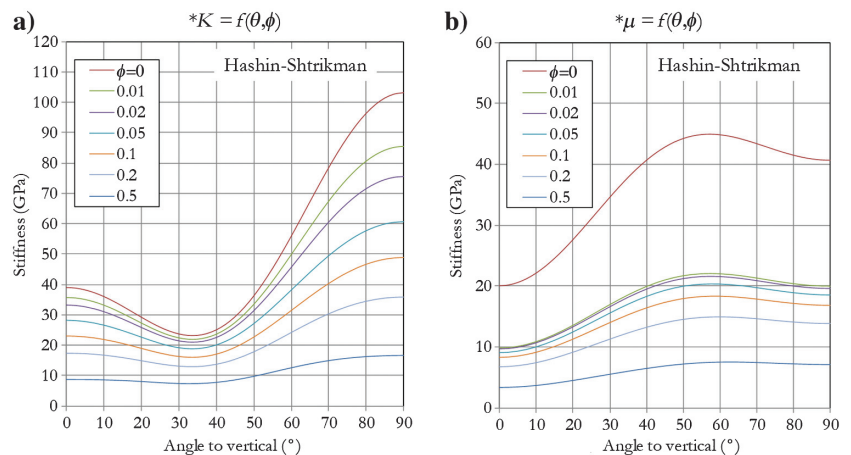 a)
*K = f(θ,ϕ)
120
110
100
90
80
70
60
50
40
30
20
10
0
Stiffness (GPa)
ϕ=0
0.01
0.02
0.05
0.1
0.2
0.5
Hashin-Shtrikman
0 10 20 30 40 50 60 70 80 90
Angle to vertical (°)
b)
*μ = f(θ,ϕ)
60
50
40
30
20
10
0
Stiffness (GPa)
ϕ=0
0.01
0.02
0.05
0.1
0.2
0.5
Hashin-Shtrikman
0 10 20 30 40 50 60 70 80 90
Angle to vertical (°)